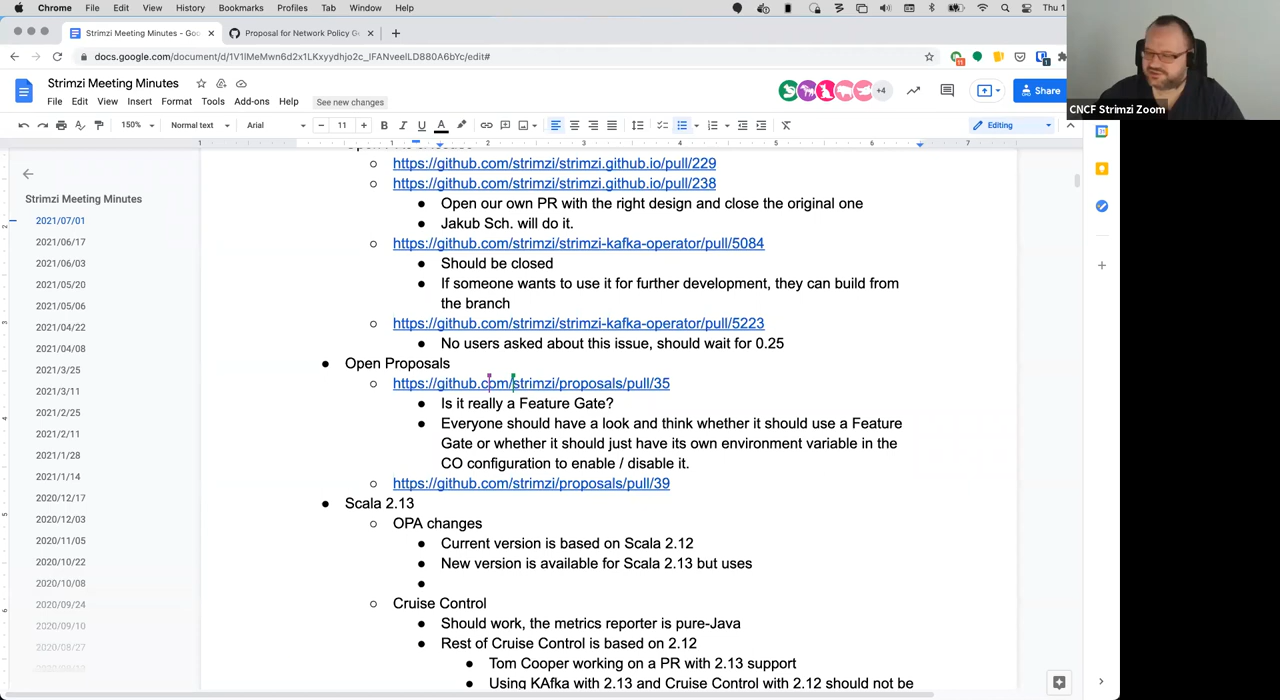 Chrome File Edit View History Bookmarks Profiles Tab Window Help Thu 1
Strimzi Meeting Minutes - Goo Proposal for Network Policy Ge
docs.google.com/document/d/1V1lMeMwn6d2x1LKxyydhjo2c_lFANveelLD880A6bYc/edit#
CNCF Strimzi Zoom
Strimzi Meeting Minutes
File Edit View Insert Format Tools Add-ons Help See new changes
+4 Share
150% Normal text Arial 11 Editing
1 1 2 3 4 5 6 7
Strimzi Meeting Minutes
2021/07/01
2021/06/17
2021/06/03
2021/05/20
2021/05/06
2021/04/22
2021/04/08
2021/3/25
2021/3/11
2021/2/25
2021/2/11
2021/1/28
2021/1/14
2020/12/17
2020/12/03
2020/11/05
2020/10/22
2020/10/08
2020/09/24
2020/09/10
2020/08/27
https://github.com/strimzi/strimzi.github.io/pull/229
https://github.com/strimzi/strimzi.github.io/pull/238
Open our own PR with the right design and close the original one
Jakub Sch. will do it.
https://github.com/strimzi/strimzi-kafka-operator/pull/5084
Should be closed
If someone wants to use it for further development, they can build from
the branch
https://github.com/strimzi/strimzi-kafka-operator/pull/5223
No users asked about this issue, should wait for 0.25
Open Proposals
https://github.com/strimzi/proposals/pull/35
Is it really a Feature Gate?
Everyone should have a look and think whether it should use a Feature
Gate or whether it should just have its own environment variable in the
CO configuration to enable / disable it.
https://github.com/strimzi/proposals/pull/39
Scala 2.13
OPA changes
Current version is based on Scala 2.12
New version is available for Scala 2.13 but uses
Cruise Control
Should work, the metrics reporter is pure-Java
Rest of Cruise Control is based on 2.12
Tom Cooper working on a PR with 2.13 support
Using KAfka with 2.13 and Cruise Control with 2.12 should not be